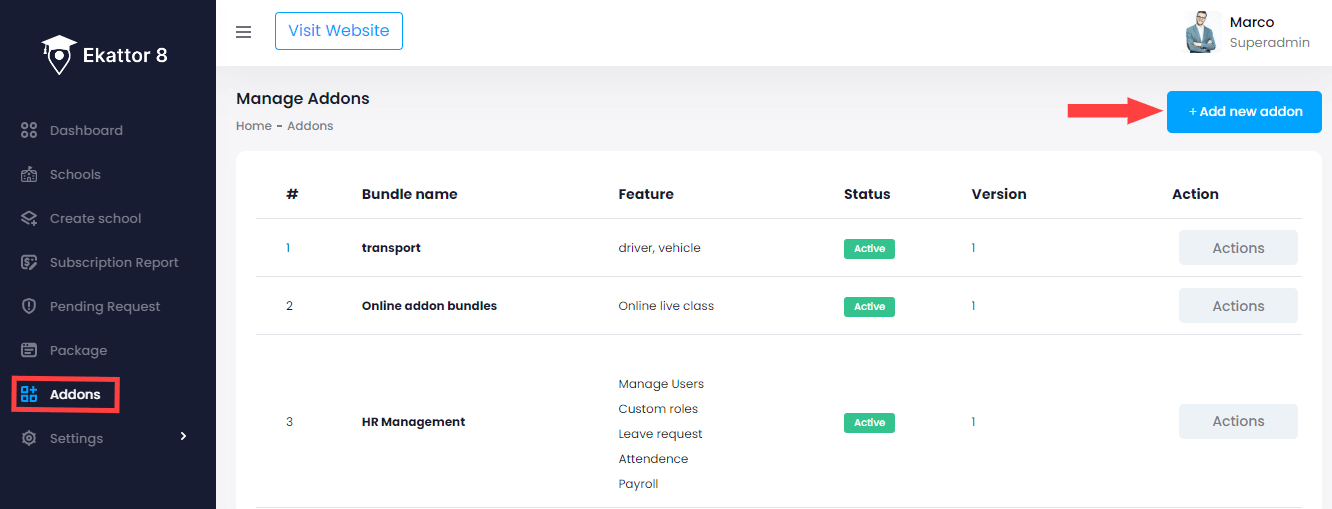 Ekattor 8
Visit Website
Marco
Superadmin
Dashboard
Schools
Create school
Subscription Report
Pending Request
Package
Addons
Settings
Manage Addons
Home - Addons
+ Add new addon
# Bundle name Feature Status Version Action
1 transport driver, vehicle Active 1 Actions
2 Online addon bundles Online live class Active 1 Actions
Manage Users
Custom roles
3 HR Management Leave request Active 1 Actions
Attendence
Payroll